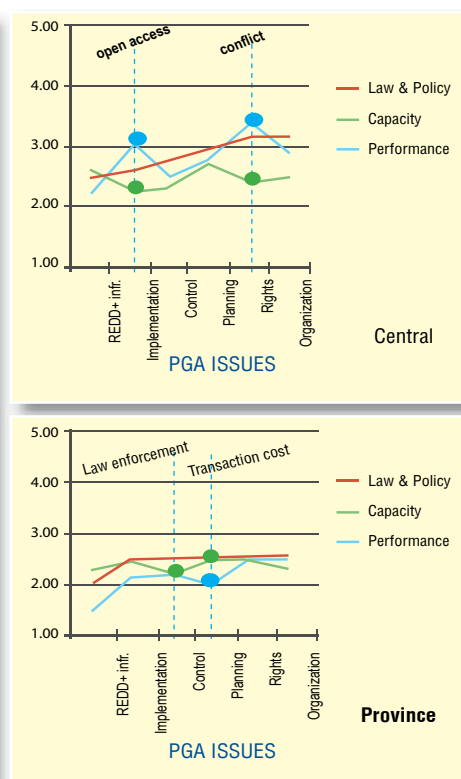 5.00
4.00
3.00
2.00
1.00
open access
conflict
Law & Policy
Capacity
Performance
REDD+ infr.
Implementation
Control
Planning
Rights
Organization
Central
PGA ISSUES
5.00
4.00
3.00
2.00
1.00
Law enforcement
Transaction cost
Law & Policy
Capacity
Performance
REDD+ infr.
Implementation
Control
Planning
Rights
Organization
Province
PGA ISSUES